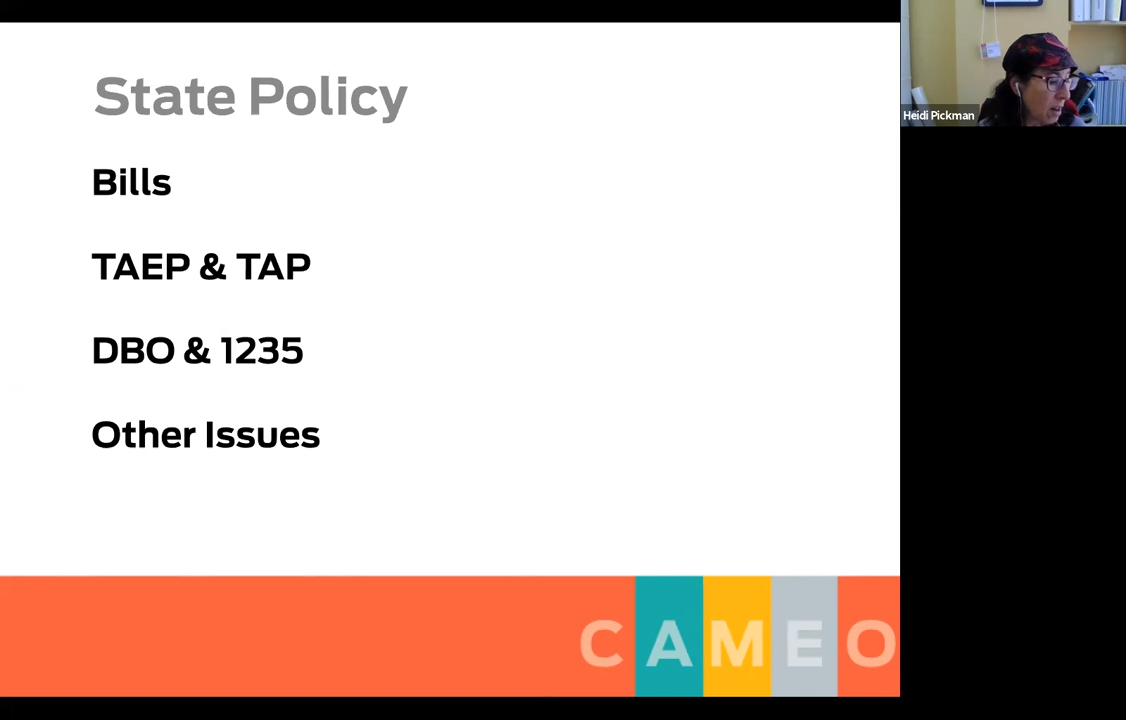 State Policy
Bills
TAEP & TAP
DBO & 1235
Other Issues
CAMEO
Heidi Pickman